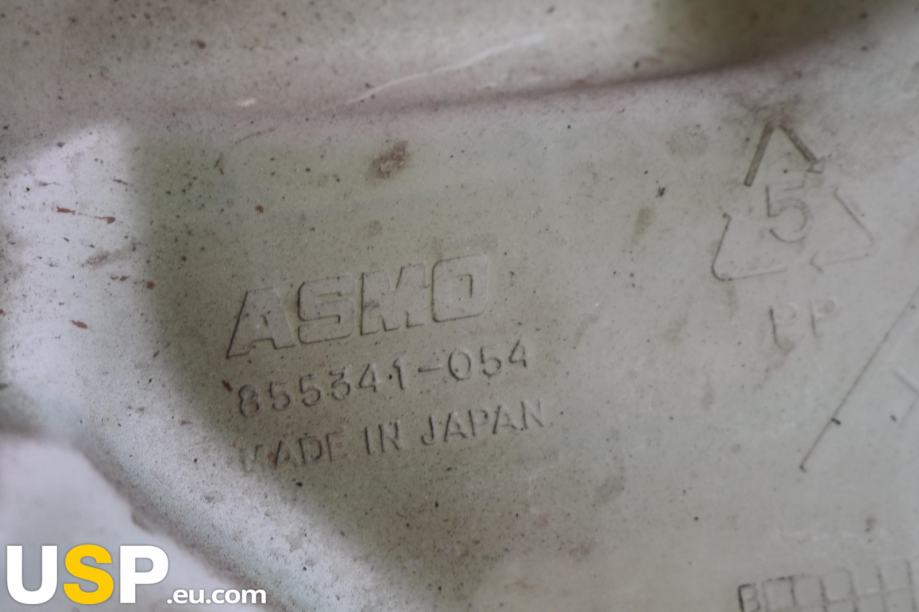 5
PP
ASMO
855341-054
MADE IN JAPAN
USP.eu.com